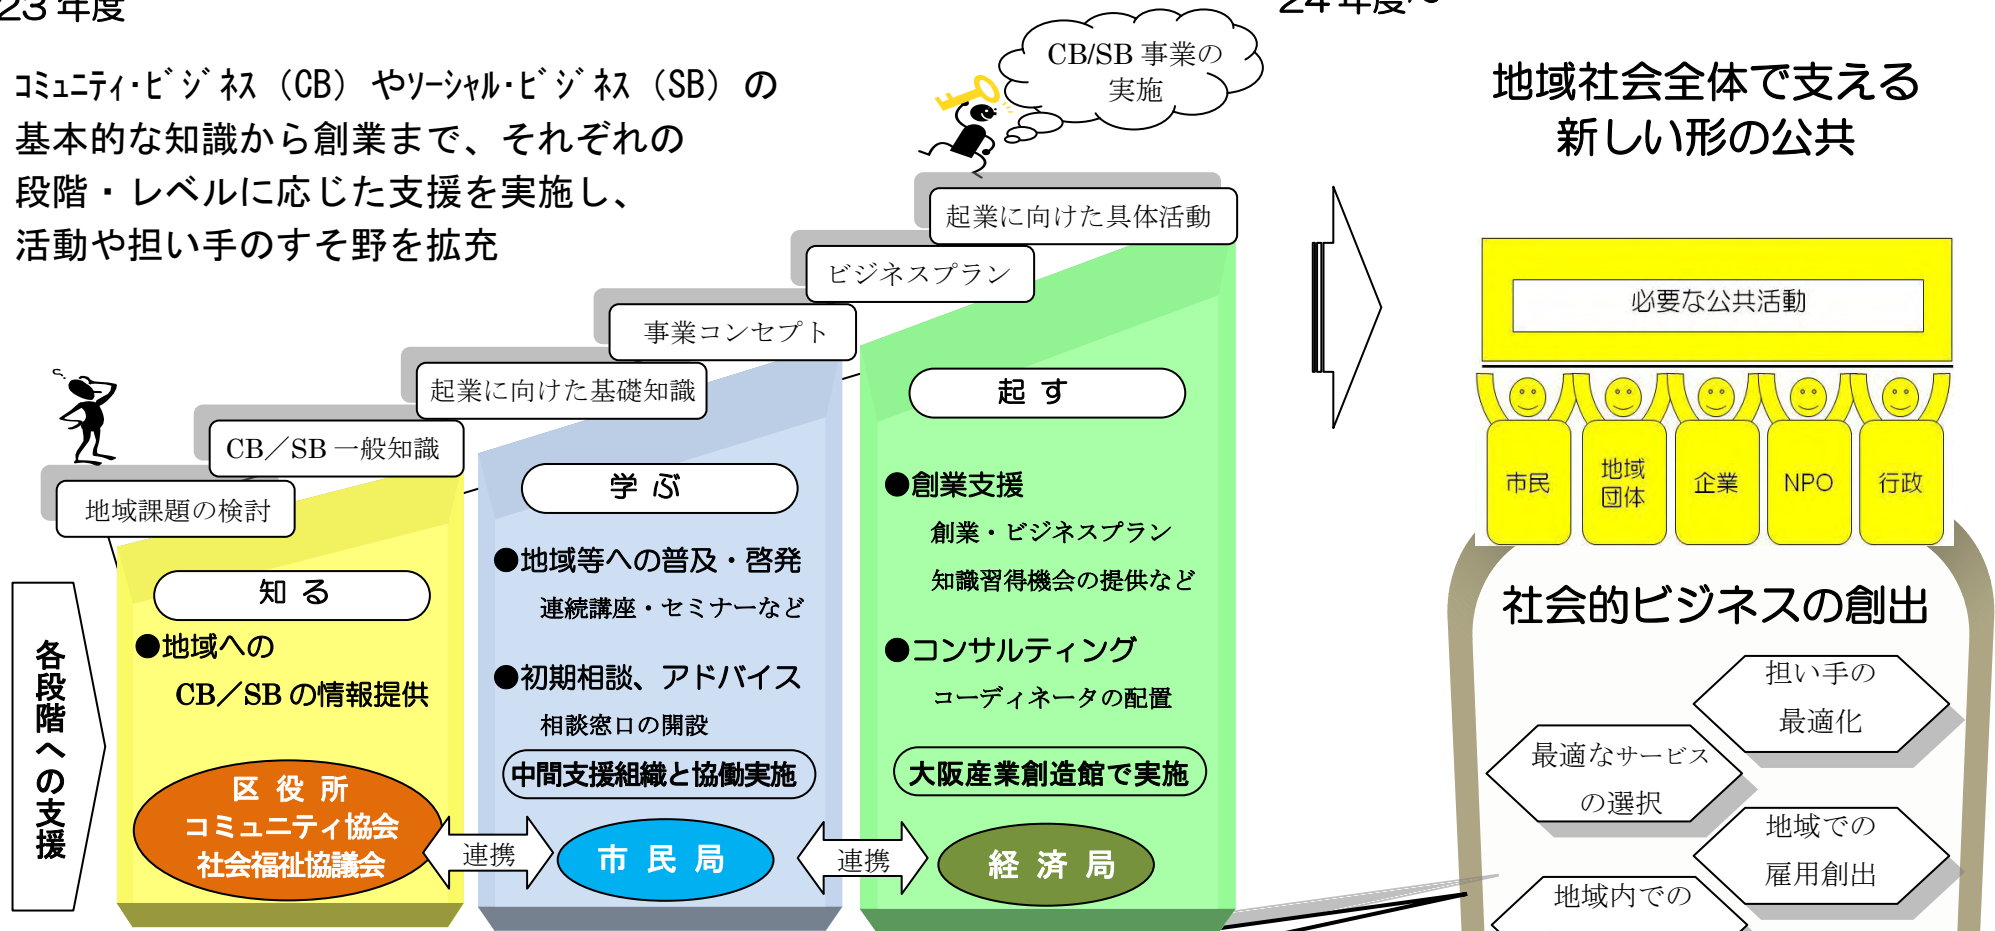 23年度
24年度～
コミュニティ・ビジネス（CB）やソーシャル・ビジネス（SB）の
基本的な知識から創業まで、それぞれの
段階・レベルに応じた支援を実施し、
活動や担い手のすそ野を拡充
CB/SB 事業の
実施
地域社会全体で支える
新しい形の公共
起業に向けた具体活動
ビジネスプラン
事業コンセプト
起業に向けた基礎知識
CB／SB 一般知識
地域課題の検討
各段階への支援
知る
●地域への
CB／SB の情報提供
区役所
コミュニティ協会
社会福祉協議会
連携
学ぶ
●地域等への普及・啓発
連続講座・セミナーなど
●初期相談、アドバイス
相談窓口の開設
中間支援組織と協働実施
市民局
連携
起す
●創業支援
創業・ビジネスプラン
知識習得機会の提供など
●コンサルティング
コーディネータの配置
大阪産業創造館で実施
経済局
必要な公共活動
市民
地域
団体
企業
NPO
行政
社会的ビジネスの創出
担い手の
最適化
最適なサービス
の選択
地域での
雇用創出
地域内での